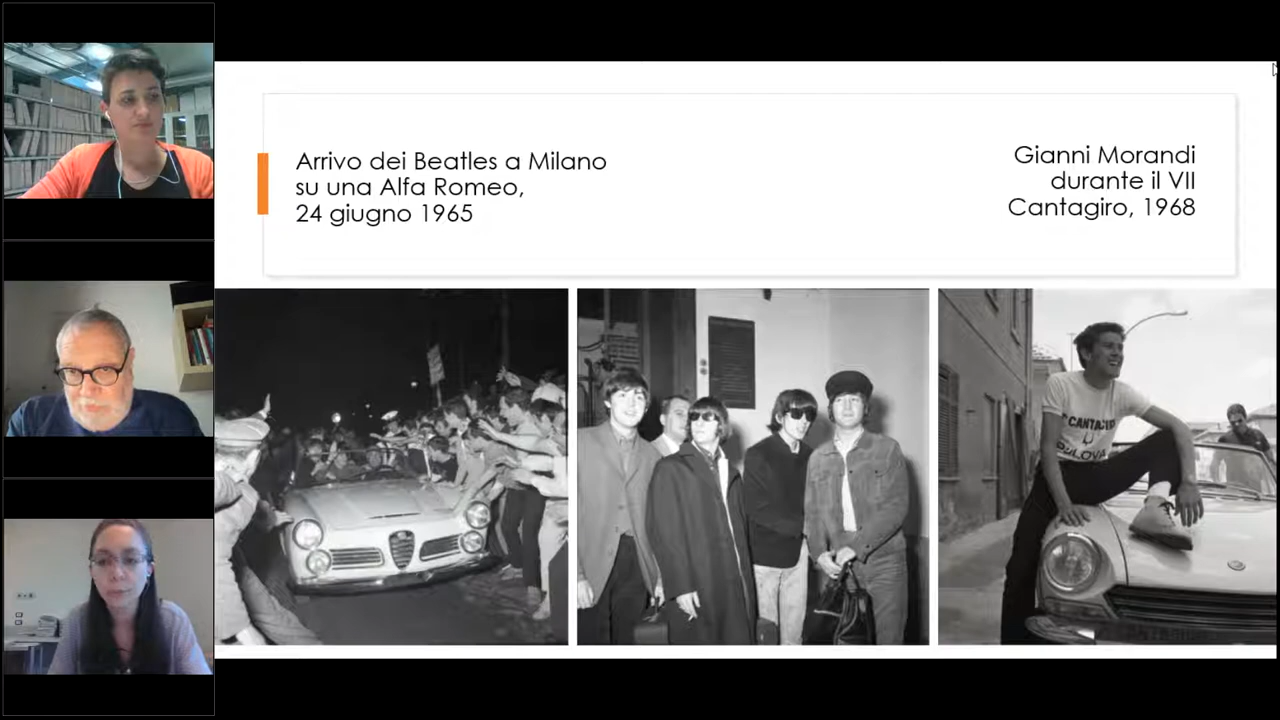 Arrivo dei Beatles a Milano
su una Alfa Romeo,
24 giugno 1965
Gianni Morandi
durante il VII
Cantagiro, 1968
CANTAGIRO
BULOVA